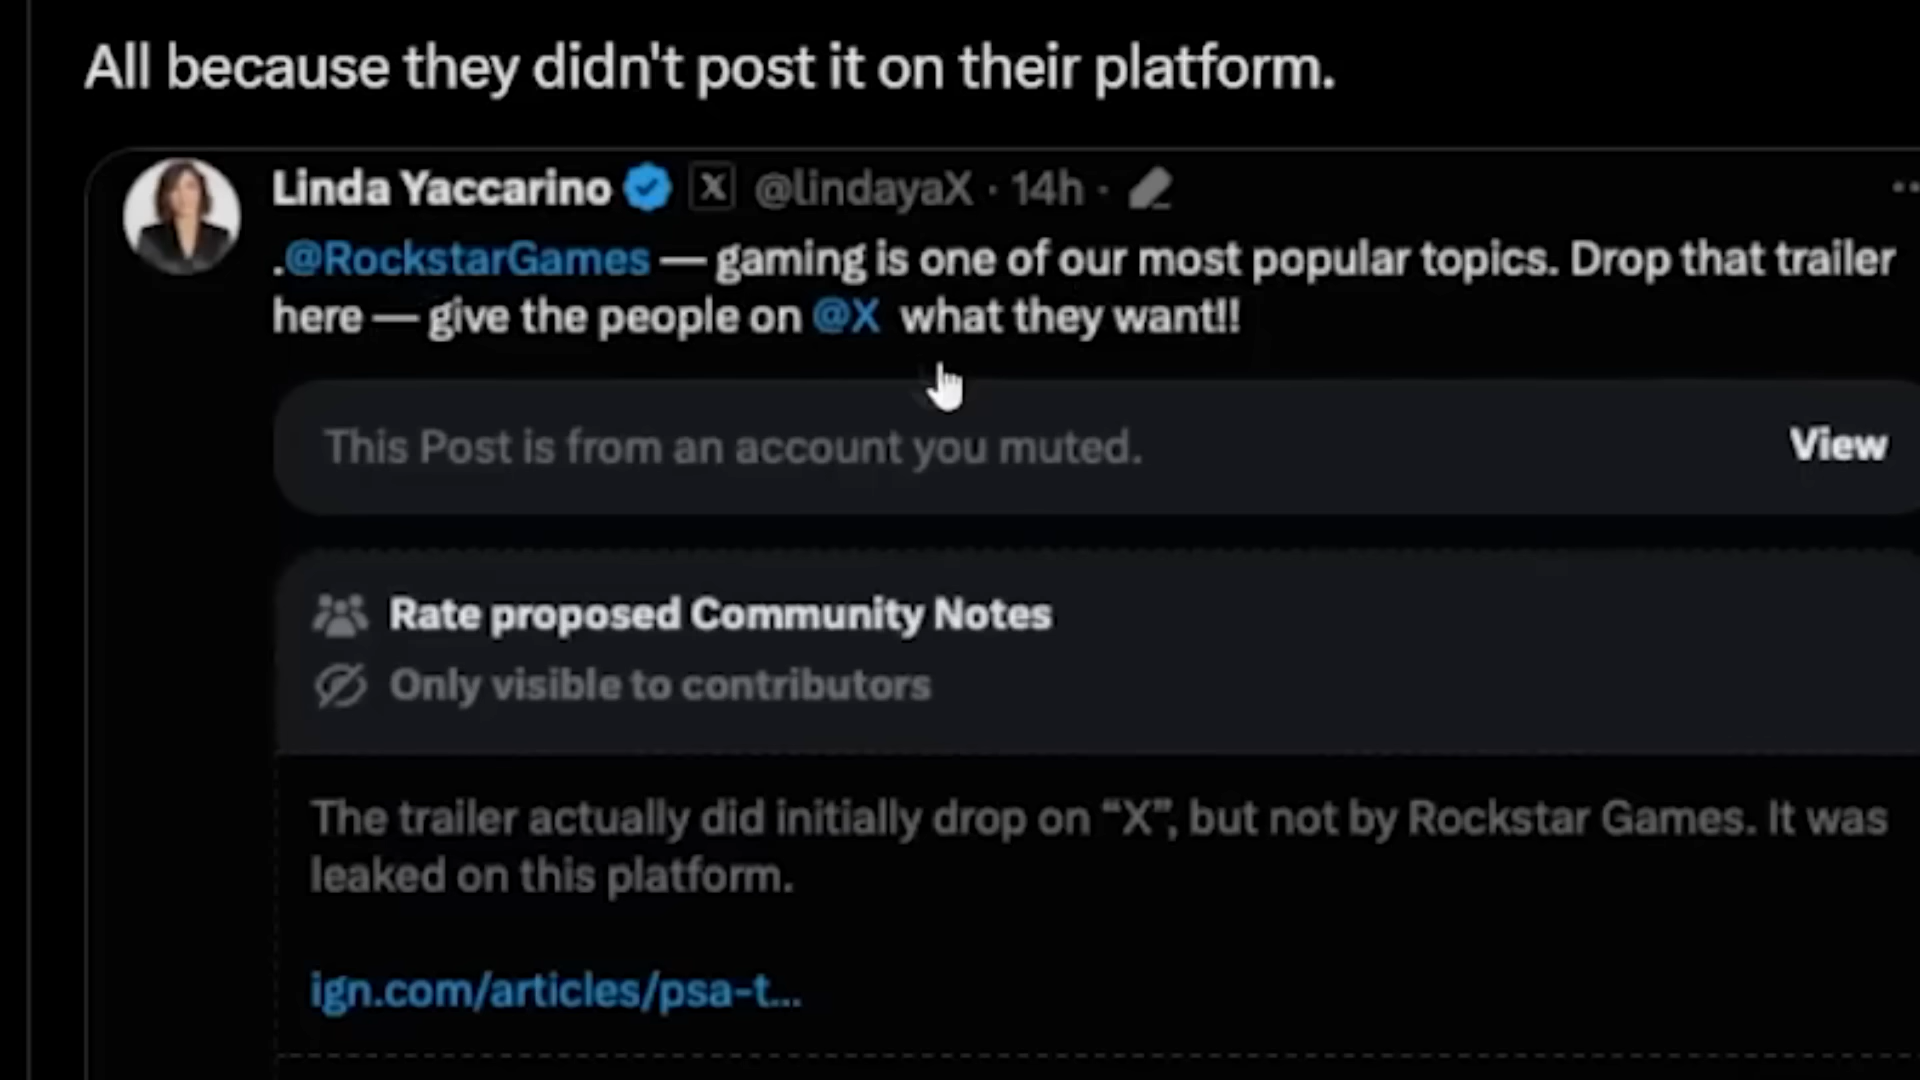 All because they didn't post it on their platform.
Linda Yaccarino X @lindayaX · 14h ·
.@RockstarGames — gaming is one of our most popular topics. Drop that trailer
here — give the people on @X what they want!!
This Post is from an account you muted.
View
Rate proposed Community Notes
Only visible to contributors
The trailer actually did initially drop on “X”, but not by Rockstar Games. It was
leaked on this platform.
ign.com/articles/psa-t...